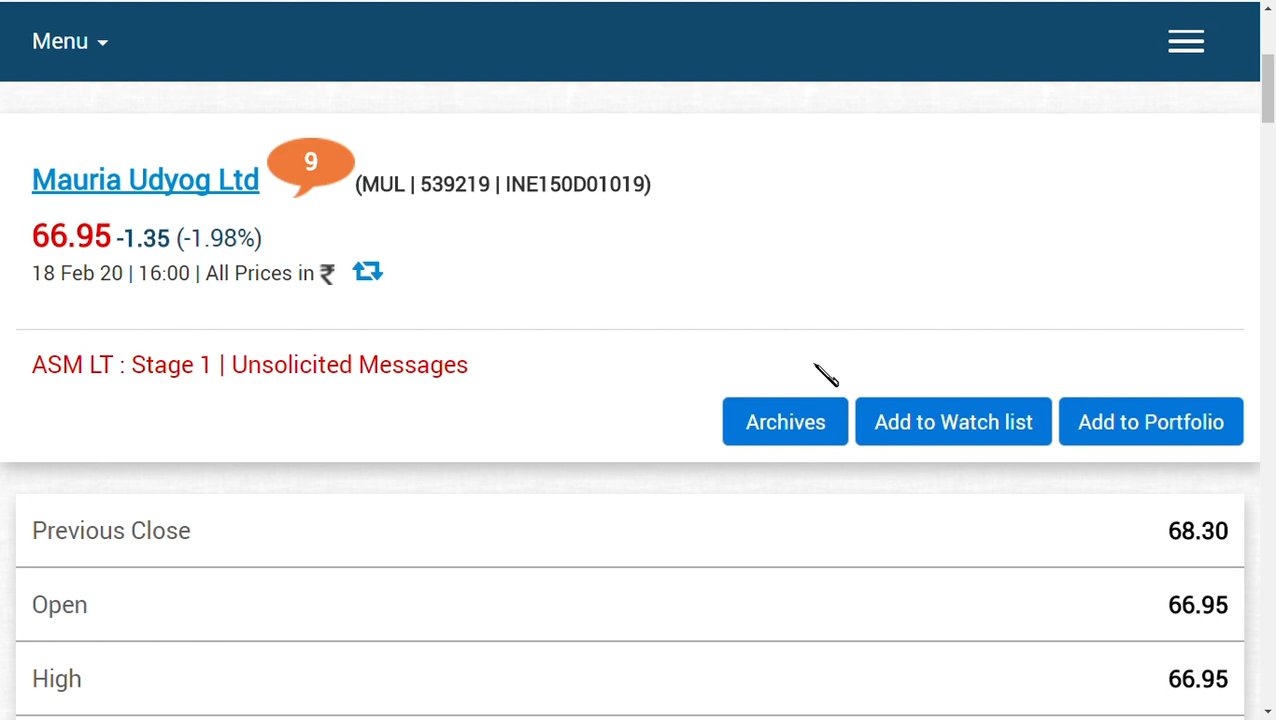 Menu
Mauria Udyog Ltd 9 (MUL | 539219 | INE150D01019)
66.95 -1.35 (-1.98%)
18 Feb 20 | 16:00 | All Prices in ₹
ASM LT : Stage 1 | Unsolicited Messages
Archives Add to Watch list Add to Portfolio
Previous Close 68.30
Open 66.95
High 66.95